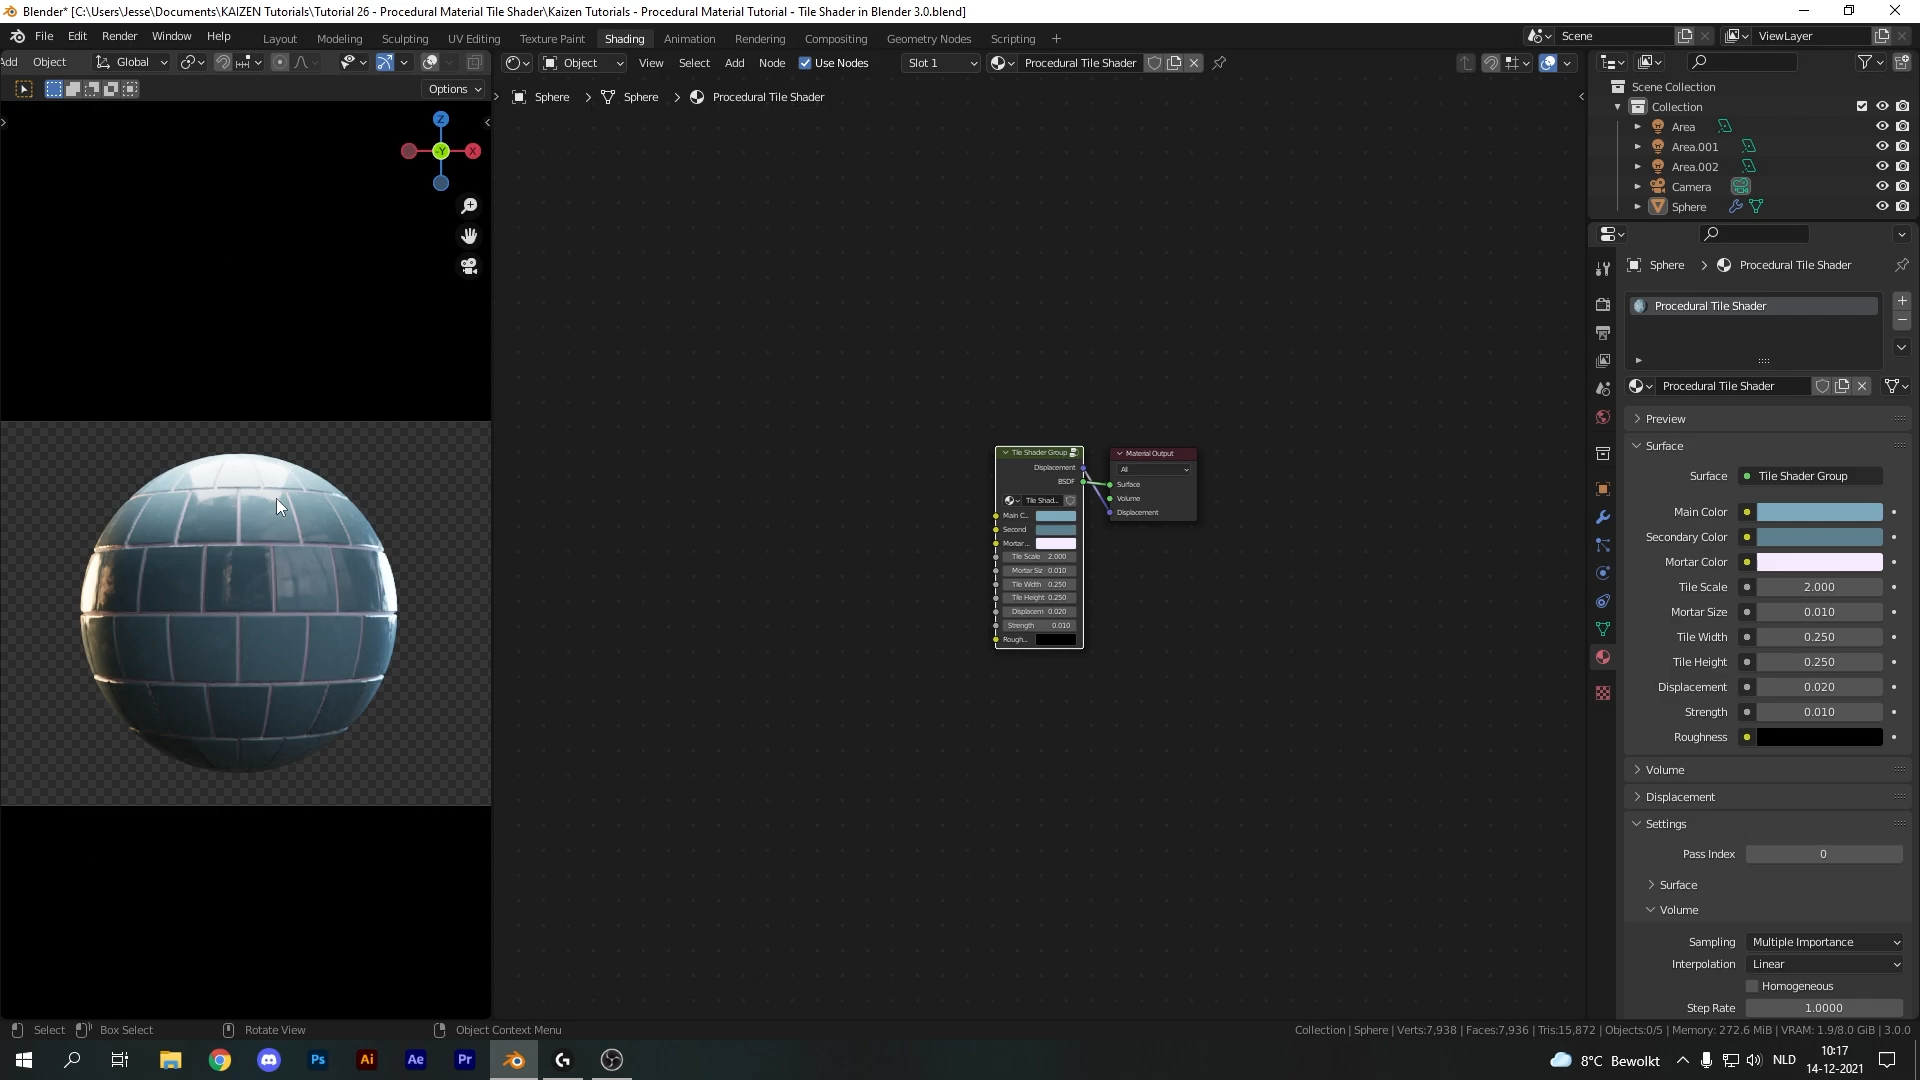 Blender* [C:\Users\Jesse\Documents\KAIZEN Tutorials\Tutorial 26 - Procedural Material Tile Shader\Kaizen Tutorials - Procedural Material Tutorial - Tile Shader in Blender 3.0.blend]
File Edit Render Window Help Layout Modeling Sculpting UV Editing Texture Paint Shading Animation Rendering Compositing Geometry Nodes Scripting + Scene ViewLayer
Add Object Global Object View Select Add Node Use Nodes Slot 1 Procedural Tile Shader
Options
Sphere > Sphere > Procedural Tile Shader
Z
-Y X
Scene Collection
Collection
Area
Area.001
Area.002
Camera
Sphere
Sphere > Procedural Tile Shader
Procedural Tile Shader
Procedural Tile Shader
Preview
Surface
Surface Tile Shader Group
Main Color
Secondary Color
Mortar Color
Tile Scale 2.000
Mortar Size 0.010
Tile Width 0.250
Tile Height 0.250
Displacement 0.020
Strength 0.010
Roughness
Volume
Displacement
Settings
Pass Index 0
Surface
Volume
Sampling Multiple Importance
Interpolation Linear
Homogeneous
Step Rate 1.0000
Tile Shader Group
Displacement
BSDF
Tile Shad...
Main C...
Second
Mortar ...
Tile Scale 2.000
Mortar Siz 0.010
Tile Width 0.250
Tile Height 0.250
Displacem 0.020
Strength 0.010
Rough...
Material Output
All
Surface
Volume
Displacement
Select Box Select Rotate View Object Context Menu
Collection | Sphere | Verts:7,938 | Faces:7,936 | Tris:15,872 | Objects:0/5 | Memory: 272.6 MiB | VRAM: 1.9/8.0 GiB | 3.0.0
Ps Ai Ae Pr
8°C Bewolkt NLD
10:17
14-12-2021